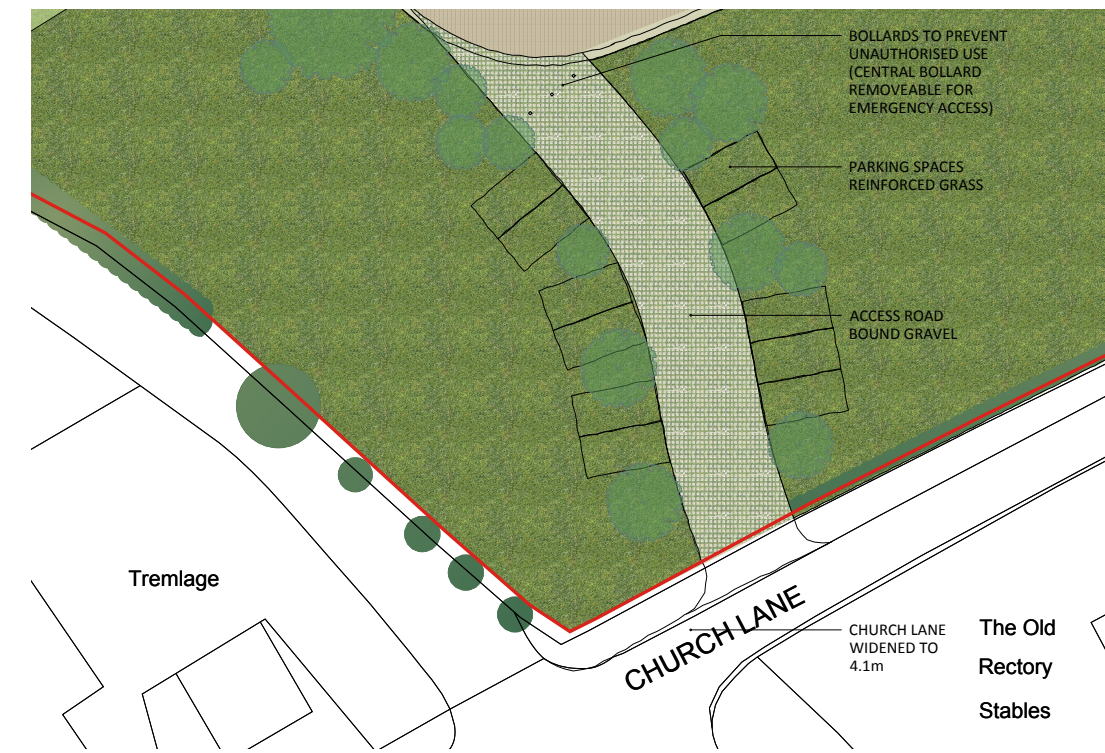 BOLLARDS TO PREVENT
UNAUTHORISED USE
(CENTRAL BOLLARD
REMOVEABLE FOR
EMERGENCY ACCESS)
PARKING SPACES
REINFORCED GRASS
ACCESS ROAD
BOUND GRAVEL
Tremlage
CHURCH LANE
CHURCH LANE
WIDENED TO
4.1m
The Old
Rectory
Stables